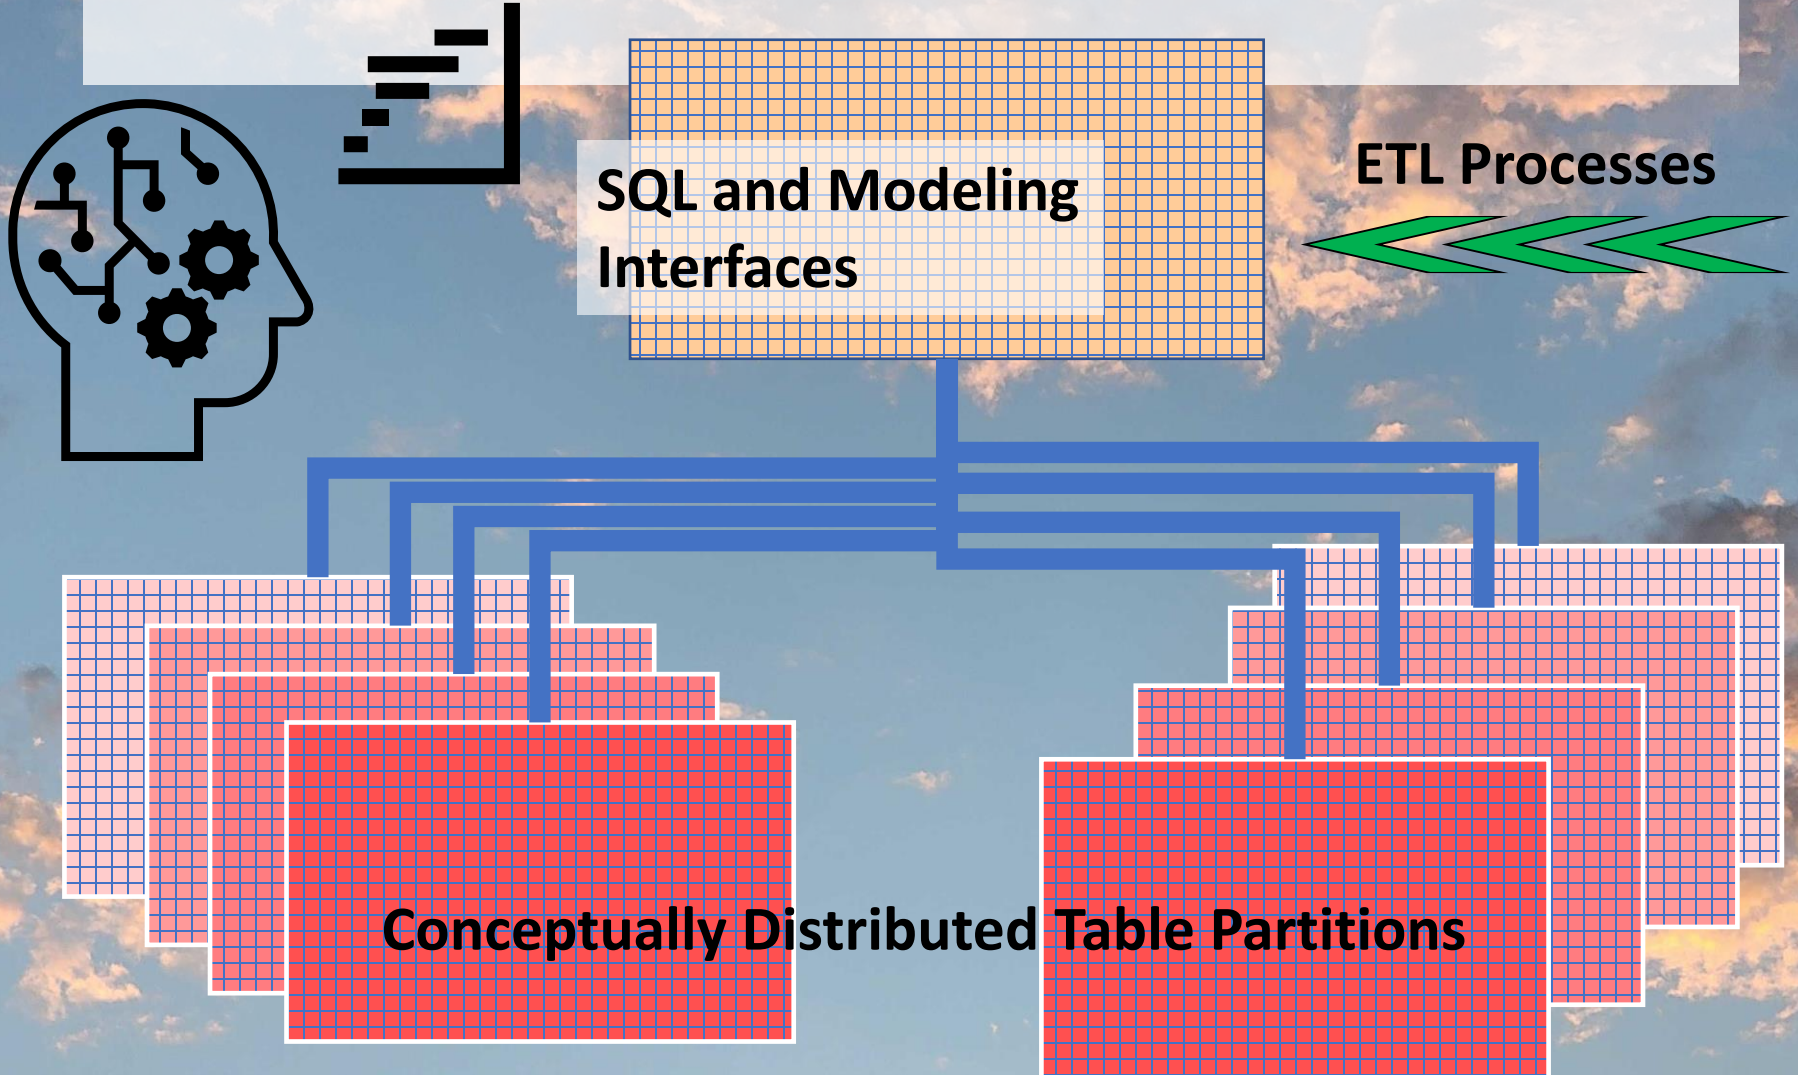 SQL and Modeling
Interfaces
ETL Processes
Conceptually Distributed Table Partitions